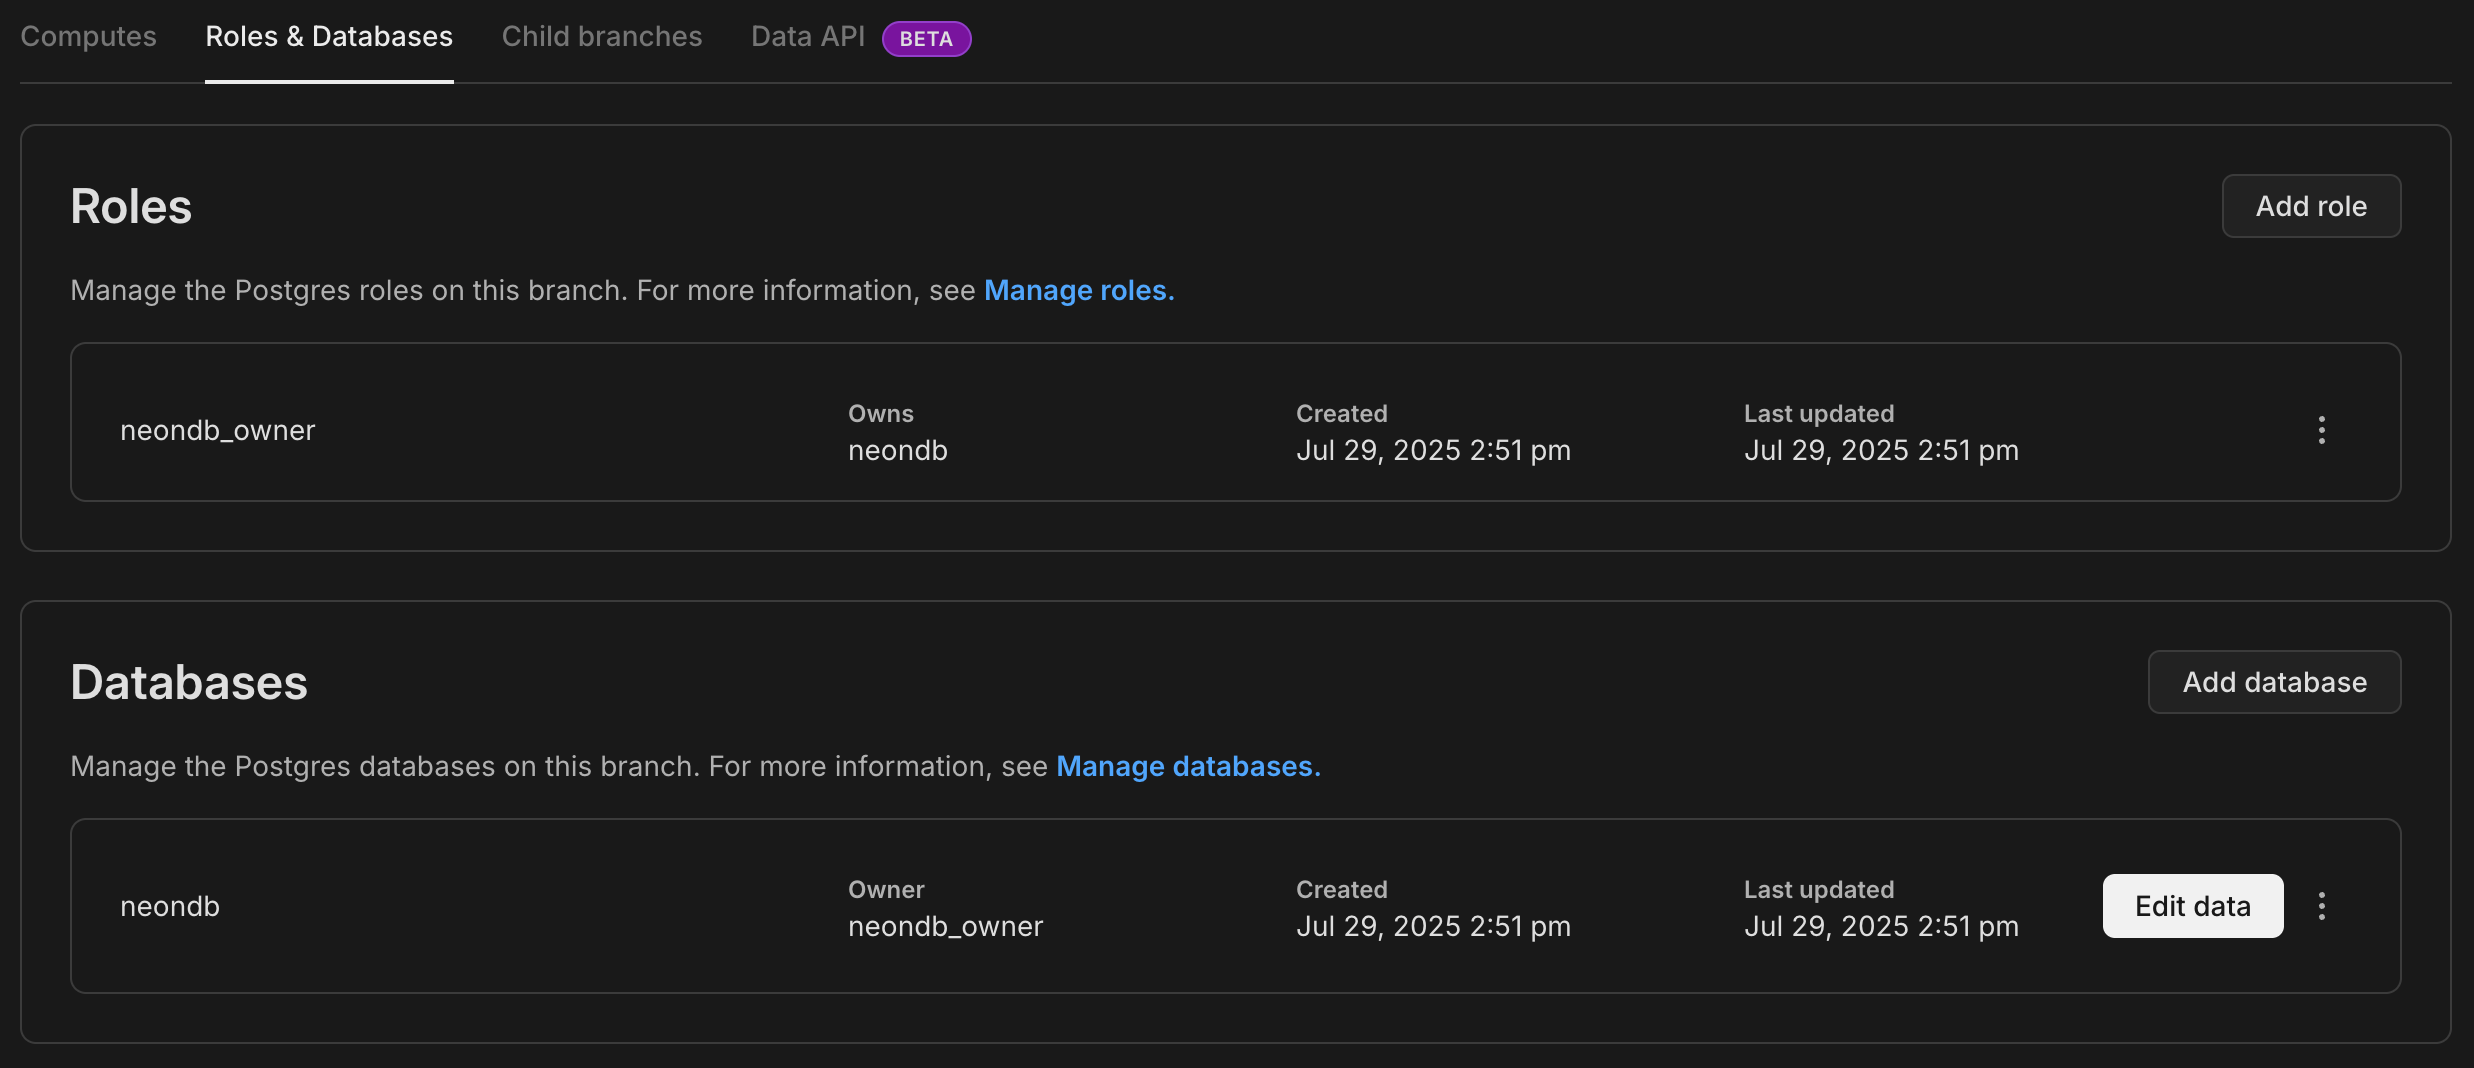 Computes Roles & Databases Child branches Data API BETA
Roles
Add role
Manage the Postgres roles on this branch. For more information, see Manage roles.
neondb_owner
Owns
neondb
Created
Jul 29, 2025 2:51 pm
Last updated
Jul 29, 2025 2:51 pm
Databases
Add database
Manage the Postgres databases on this branch. For more information, see Manage databases.
neondb
Owner
neondb_owner
Created
Jul 29, 2025 2:51 pm
Last updated
Jul 29, 2025 2:51 pm
Edit data